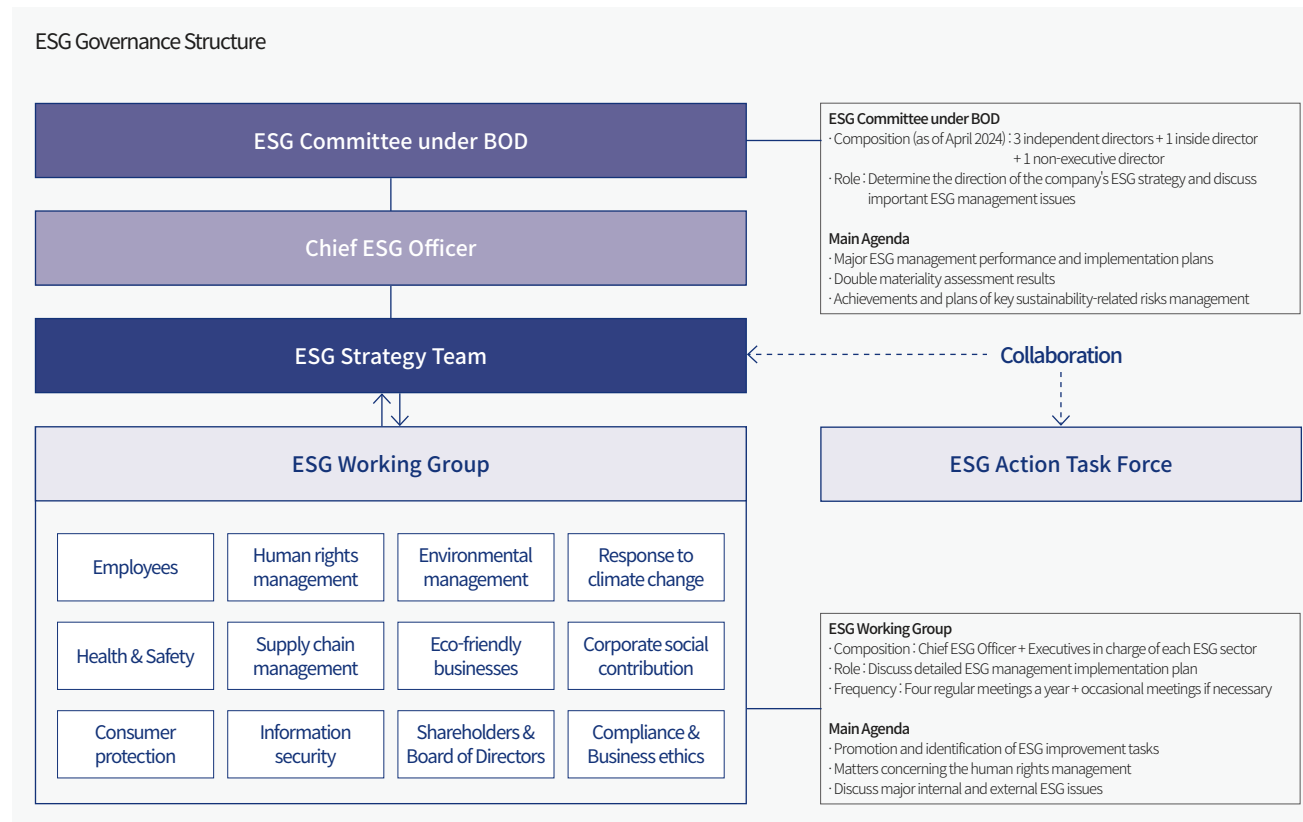 ESG Governance Structure
ESG Committee under BOD
Chief ESG Officer
ESG Strategy Team
ESG Working Group
Employees
Human rights
management
Environmental
management
Response to
climate change
Health & Safety
Supply chain
management
Eco-friendly
businesses
Corporate social
contribution
Consumer
protection
Information
security
Shareholders &
Board of Directors
Compliance &
Business ethics
ESG Committee under BOD
· Composition (as of April 2024) : 3 independent directors + 1 inside director
+ 1 non-executive director
· Role : Determine the direction of the company's ESG strategy and discuss
important ESG management issues
Main Agenda
· Major ESG management performance and implementation plans
· Double materiality assessment results
· Achievements and plans of key sustainability-related risks management
Collaboration
ESG Action Task Force
ESG Working Group
· Composition : Chief ESG Officer + Executives in charge of each ESG sector
· Role : Discuss detailed ESG management implementation plan
· Frequency : Four regular meetings a year + occasional meetings if necessary
Main Agenda
· Promotion and identification of ESG improvement tasks
· Matters concerning the human rights management
· Discuss major internal and external ESG issues